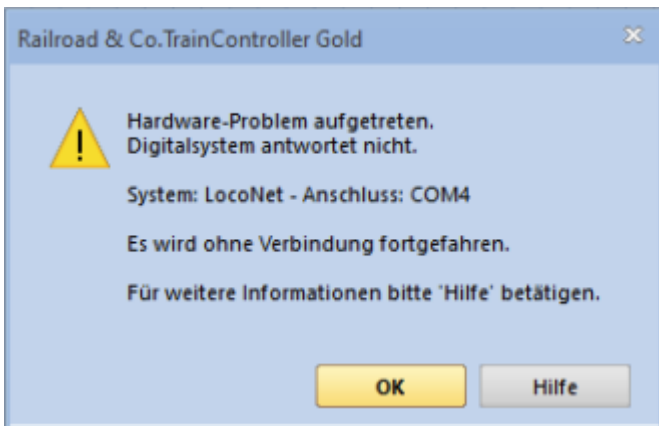 Railroad & Co.TrainController Gold
Hardware-Problem aufgetreten.
Digitalsystem antwortet nicht.
System: LocoNet - Anschluss: COM4
Es wird ohne Verbindung fortgefahren.
Für weitere Informationen bitte 'Hilfe' betätigen.
OK
Hilfe